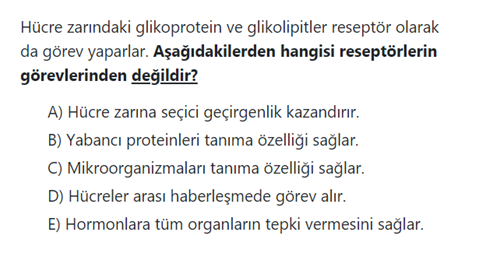 Hücre zarındaki glikoprotein ve glikolipitler reseptör olarak
da görev yaparlar. Aşağıdakilerden hangisi reseptörlerin
görevlerinden değildir?
A) Hücre zarına seçici geçirgenlik kazandırır.
B) Yabancı proteinleri tanıma özelliği sağlar.
C) Mikroorganizmaları tanıma özelliği sağlar.
D) Hücreler arası haberleşmede görev alır.
E) Hormonlara tüm organların tepki vermesini sağlar.